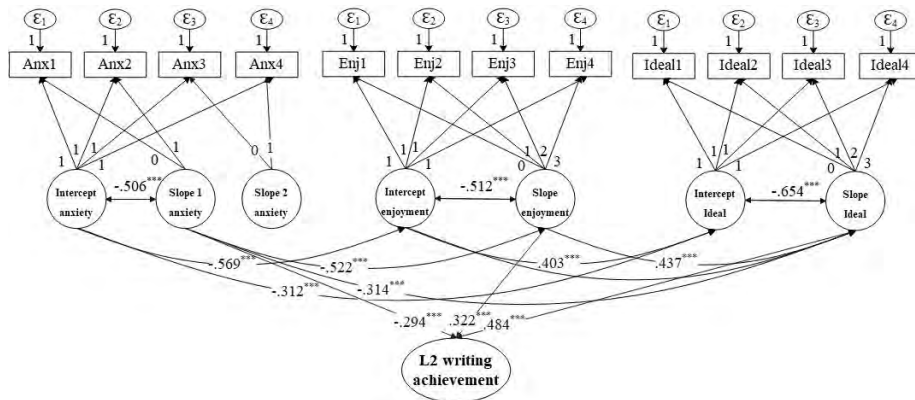 ε1 ε2 ε3 ε4 ε1 ε2 ε3 ε4 ε1 ε2 ε3 ε4
1 1 1 1 1 1 1 1 1 1 1 1
Anx1 Anx2 Anx3 Anx4 Enj1 Enj2 Enj3 Enj4 Ideal1 Ideal2 Ideal3 Ideal4
1 1 1 1 0 1 0 1 1 1 1 1 0 1 2 3 1 1 1 1 0 1 2 3
Intercept anxiety
-.506***
Slope 1 anxiety
Slope 2 anxiety
Intercept enjoyment
-.512***
Slope enjoyment
Intercept Ideal
-.654***
Slope Ideal
-.569*** -.522*** .403*** .437***
-.312*** -.314***
-.294*** .322*** .484***
L2 writing
achievement